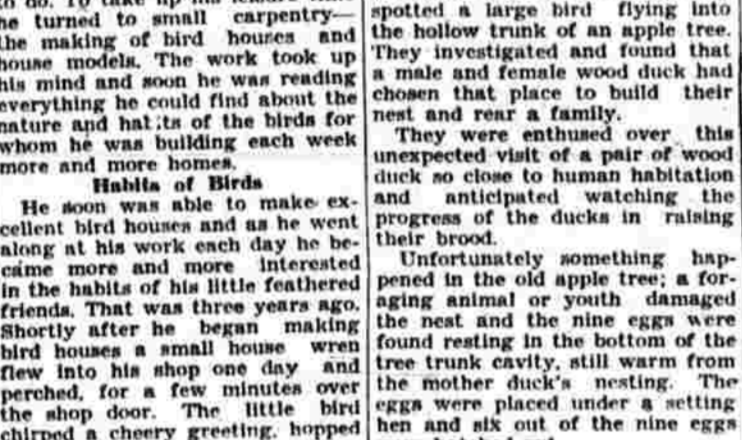 he turned to small carpentry—
the making of bird houses and
house models. The work took up
his mind and soon he was reading
everything he could find about the
nature and hat:ts of the birds for
whom he was building each week
more and more homes.
Habits of Birds
He soon was able to make ex-
cellent bird houses and as he went
along at his work each day he be-
came more and more interested
in the habits of his little feathered
friends. That was three years ago.
Shortly after he began making
bird houses a small house wren
flew into his shop one day and
perched, for a few minutes over
the shop door. The little bird
chirped a cheery greeting, hopped
spotted a large bird flying into
the hollow trunk of an apple tree.
They investigated and found that
a male and female wood duck had
chosen that place to build their
nest and rear a family.
They were enthused over this
unexpected visit of a pair of wood
duck so close to human habitation
and anticipated watching the
progress of the ducks in raising
their brood.
Unfortunately something hap-
pened in the old apple tree; a for-
aging animal or youth damaged
the nest and the nine eggs were
found resting in the bottom of the
tree trunk cavity, still warm from
the mother duck's nesting. The
eggs were placed under a setting
hen and six out of the nine eggs